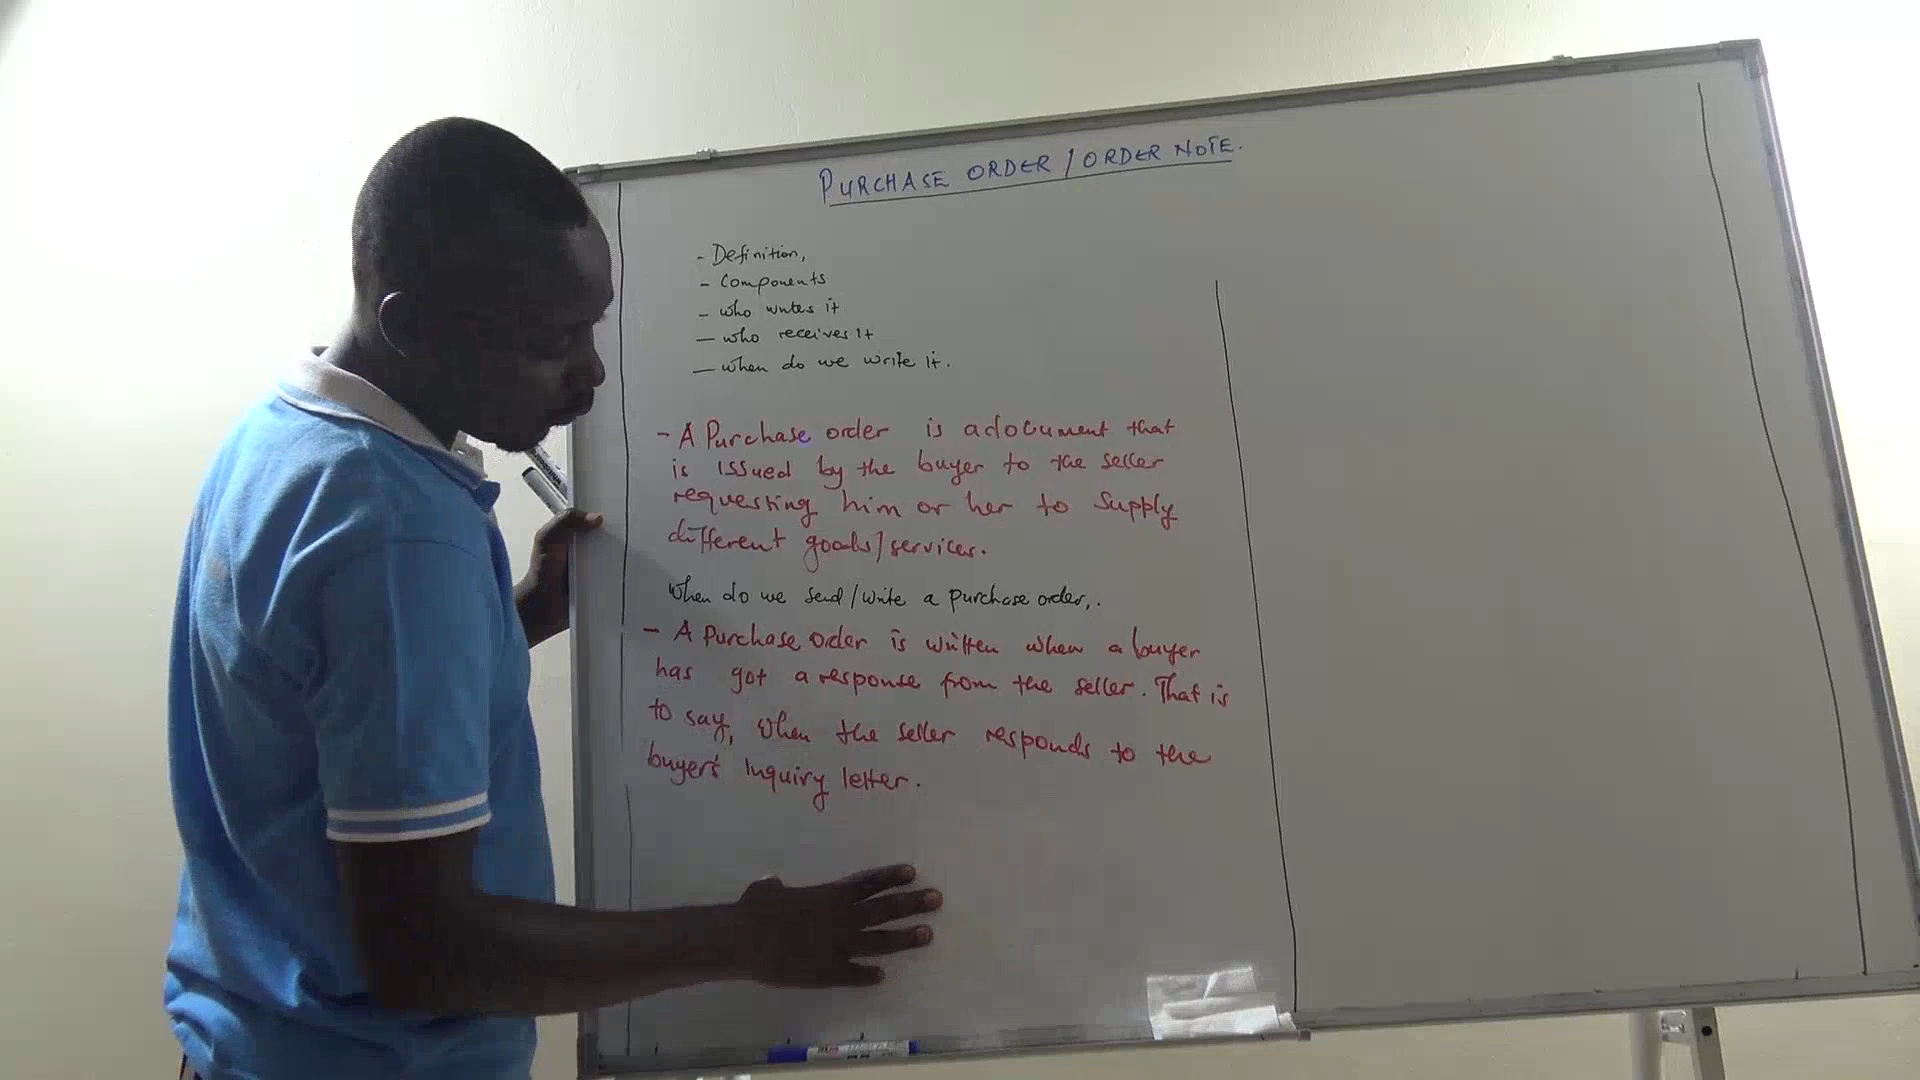 PURCHASE ORDER / ORDER NOTE.
- Definition,
- Components
- who writes it
- who receives it
- when do we write it.
- A Purchase order is a document that
is issued by the buyer to the seller
requesting him or her to supply
different goods/services.
When do we send/write a purchase order,.
- A Purchase order is written when a buyer
has got a response from the seller. That is
to say, when the seller responds to the
buyer's inquiry letter.